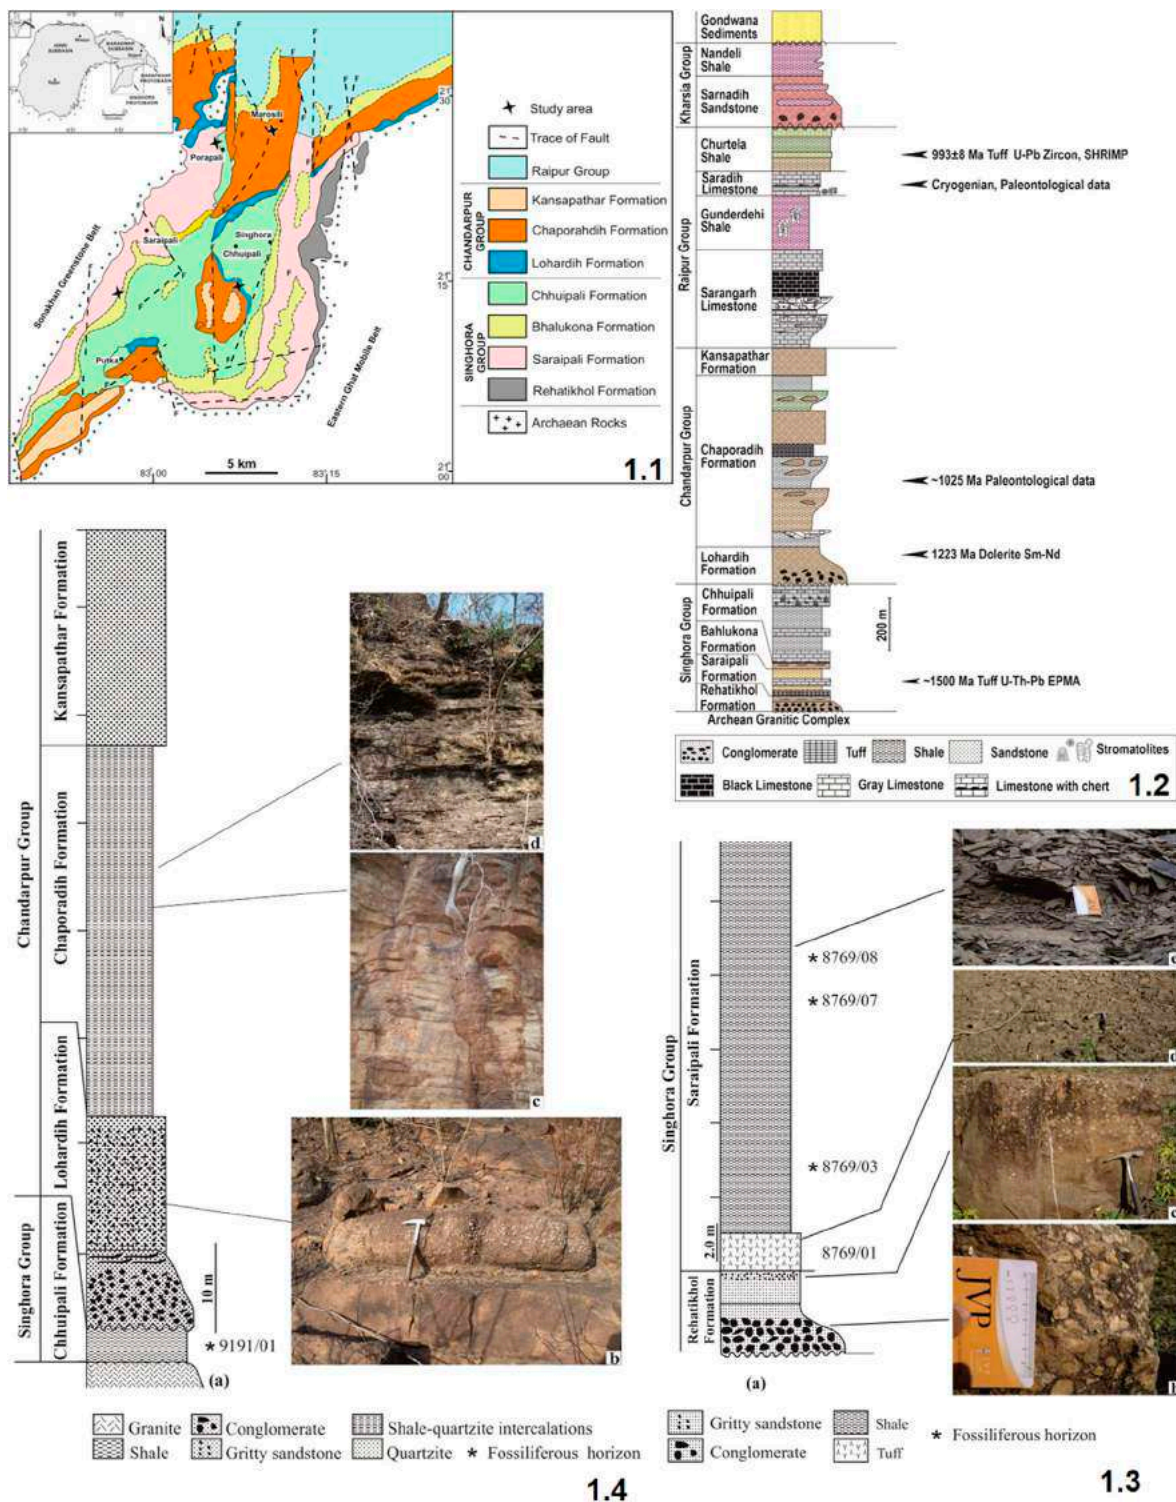 N
Marosili
Porapali
Saraipali
Singhora
Chhuipali
Putka
Sonakhan Greenstone Belt
Eastern Ghat Mobile Belt
21
30
21
15
21
00
83 00
83 15
5 km
Study area
Trace of Fault
Raipur Group
CHANDARPUR
GROUP
Kansapathar Formation
Chaporahdih Formation
Lohardih Formation
SINGHORA
GROUP
Chhuipali Formation
Bhalukona Formation
Saraipali Formation
Rehatikhol Formation
Archaean Rocks
1.1
Gondwana
Sediments
Kharsia Group
Nandeli
Shale
Sarnadih
Sandstone
Raipur Group
Churtela
Shale
993±8 Ma Tuff U-Pb Zircon, SHRIMP
Saradih
Limestone
Cryogenian, Paleontological data
Gunderdehi
Shale
Sarangarh
Limestone
Chandarpur Group
Kansapathar
Formation
Chaporadih
Formation
~1025 Ma Paleontological data
1223 Ma Dolerite Sm-Nd
Lohardih
Formation
Singhora Group
Chhuipali
Formation
200 m
Bahlukona
Formation
Saraipali
Formation
~1500 Ma Tuff U-Th-Pb EPMA
Rehatikhol
Formation
Archean Granitic Complex
Conglomerate
Tuff
Shale
Sandstone
Stromatolites
Black Limestone
Gray Limestone
Limestone with chert
1.2
Chandarpur Group
Kansapathar Formation
Chaporadih Formation
Lohardih Formation
Singhora Group
Chhuipali Formation
10 m
* 9191/01
(a)
d
c
b
Granite
Conglomerate
Shale-quartzite intercalations
Shale
Gritty sandstone
Quartzite
* Fossiliferous horizon
1.4
Singhora Group
Saraipali Formation
Rehatikhol
Formation
* 8769/08
* 8769/07
* 8769/03
8769/01
2.0 m
(a)
JVP
Gritty sandstone
Shale
* Fossiliferous horizon
Conglomerate
Tuff
1.3